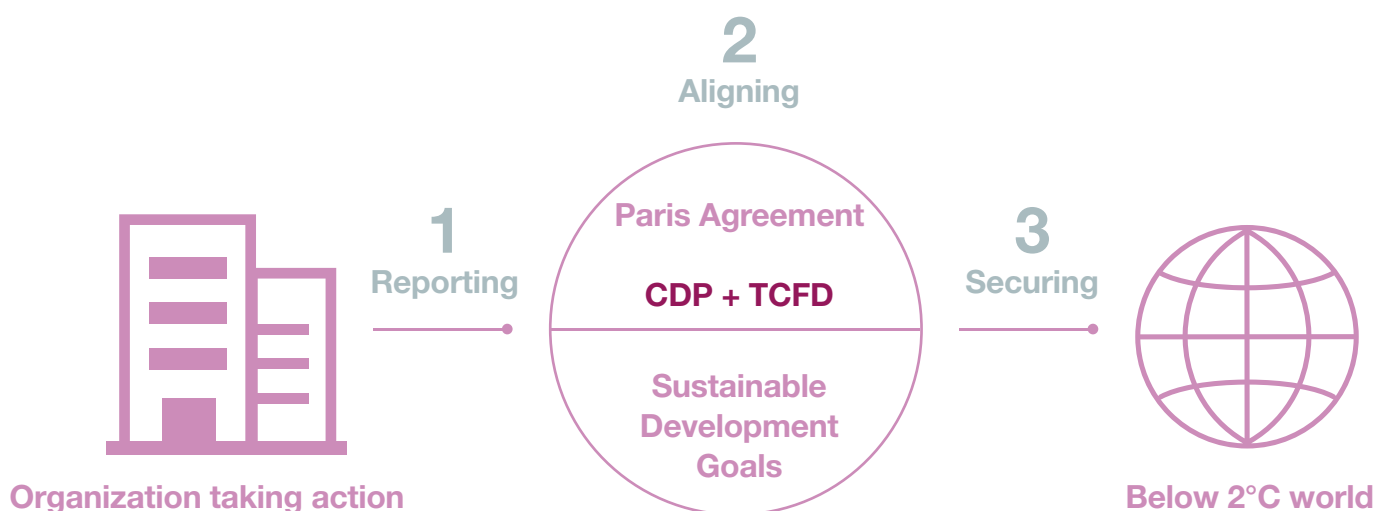 2
Aligning
1
Reporting
Paris Agreement
CDP + TCFD
Sustainable
Development
Goals
3
Securing
Organization taking action
Below 2°C world